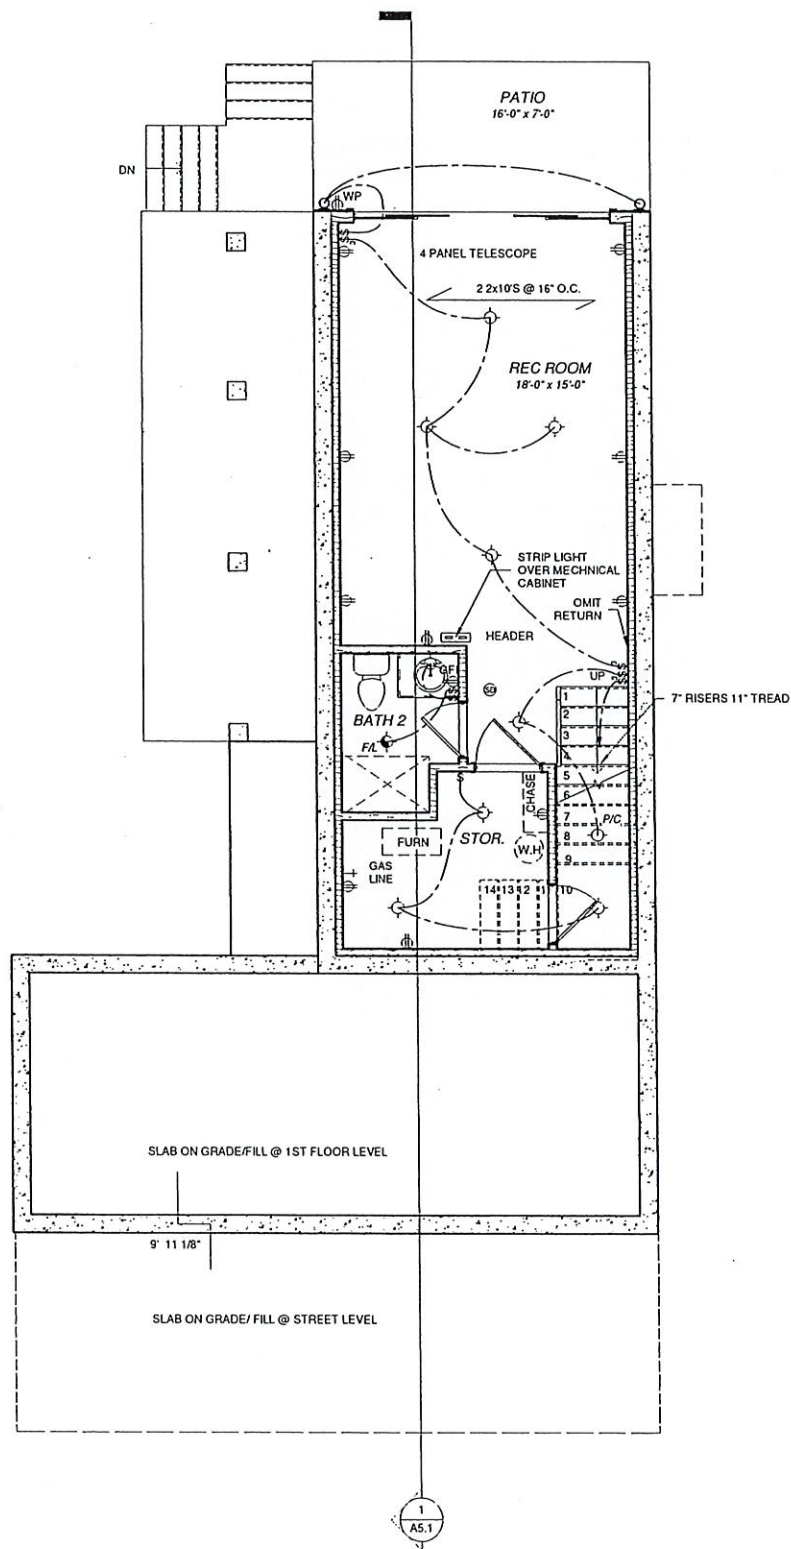 PATIO
16'-0" x 7'-0"
DN
WP
4 PANEL TELESCOPE
2 2x10'S @ 16" O.C.
REC ROOM
18'-0" x 15'-0"
STRIP LIGHT
OVER MECHNICAL
CABINET
OMIT
RETURN
HEADER
GF
UP
SD
7" RISERS 11" TREAD
1
2
3
4
5
6
7
8
9
BATH 2
F/L
CHASE
P/C
STOR.
FURN
W.H
GAS
LINE
14 13 12 11 10
SLAB ON GRADE/FILL @ 1ST FLOOR LEVEL
9' 11 1/8"
SLAB ON GRADE/ FILL @ STREET LEVEL
1
A5.1